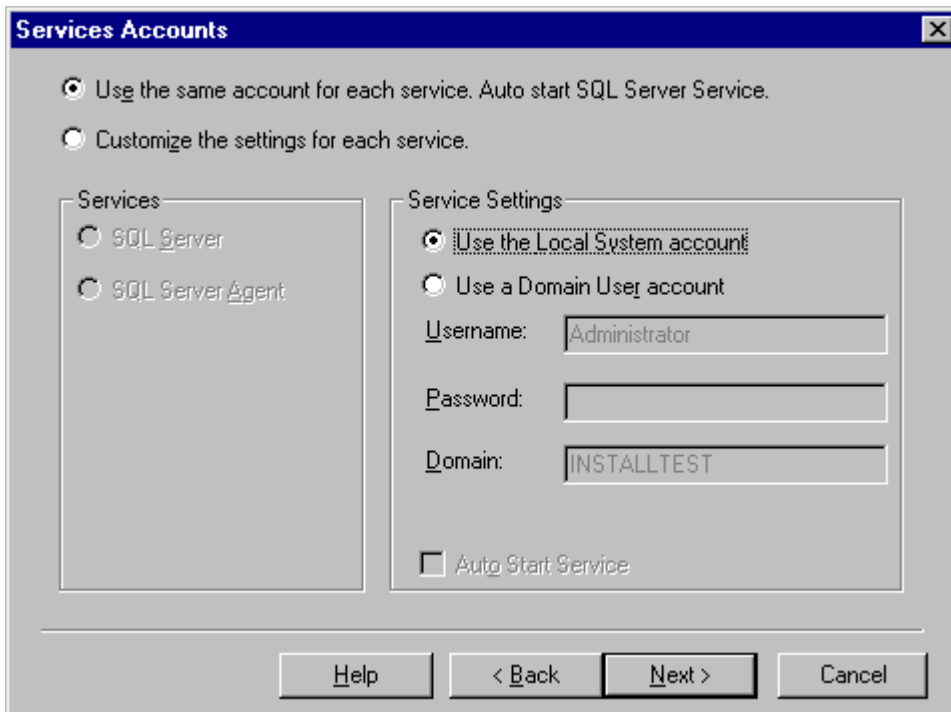 Services Accounts
Use the same account for each service. Auto start SQL Server Service.
Customize the settings for each service.
Services
SQL Server
SQL Server Agent
Service Settings
Use the Local System account
Use a Domain User account
Username: Administrator
Password:
Domain: INSTALLTEST
Auto Start Service
Help < Back Next > Cancel